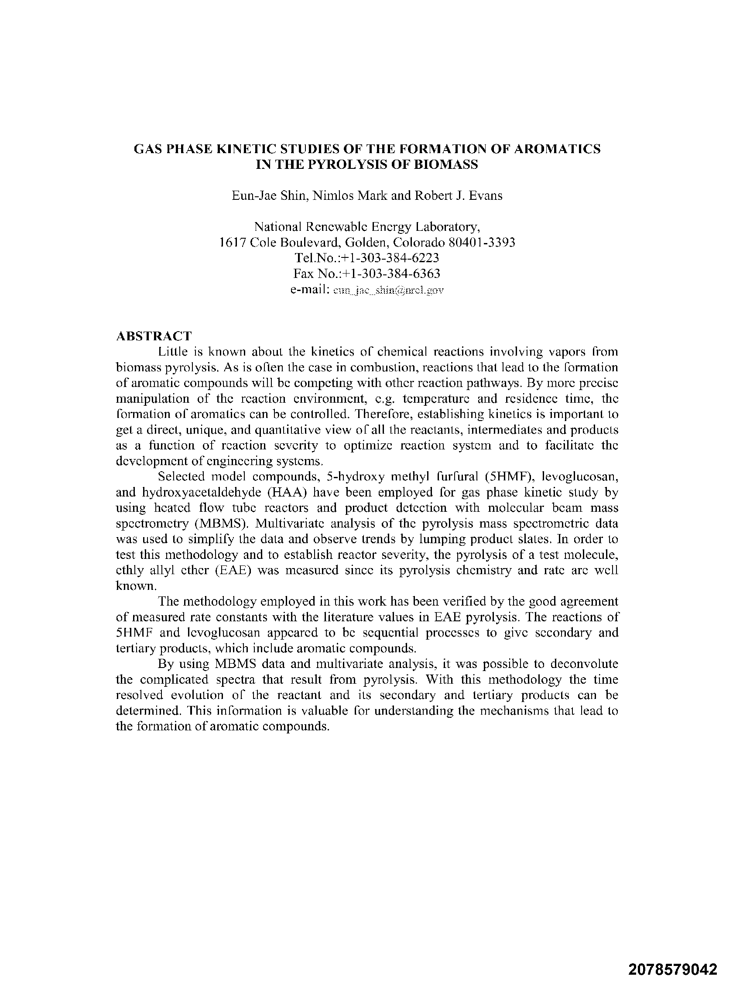 GAS PHASE KINETIC STUDIES OF THE FORMATION OF AROMATICS
IN THE PYROLYSIS OF BIOMASS
Eun-Jae Shin, Nimlos Mark and Robert J. Evans
National Renewable Energy Laboratory,
1617 Cole Boulevard, Golden, Colorado 80401-3393
Tel.No.:+1-303-384-6223
Fax No.:+1-303-384-6363
e-mail: eun_jae_shin@nrel.gov
ABSTRACT
Little is known about the kinetics of chemical reactions involving vapors from
biomass pyrolysis. As is often the case in combustion, reactions that lead to the formation
of aromatic compounds will be competing with other reaction pathways. By more precise
manipulation of the reaction environment, e.g. temperature and residence time, the
formation of aromatics can be controlled. Therefore, establishing kinetics is important to
get a direct, unique, and quantitative view of all the reactants, intermediates and products
as a function of reaction severity to optimize reaction system and to facilitate the
development of engineering systems.
Selected model compounds, 5-hydroxy methyl furfural (5HMF), levoglucosan,
and hydroxyacetaldehyde (HAA) have been employed for gas phase kinetic study by
using heated flow tube reactors and product detection with molecular beam mass
spectrometry (MBMS). Multivariate analysis of the pyrolysis mass spectrometric data
was used to simplify the data and observe trends by lumping product slates. In order to
test this methodology and to establish reactor severity, the pyrolysis of a test molecule,
ethly allyl ether (EAE) was measured since its pyrolysis chemistry and rate are well
known.
The methodology employed in this work has been verified by the good agreement
of measured rate constants with the literature values in EAE pyrolysis. The reactions of
5HMF and levoglucosan appeared to be sequential processes to give secondary and
tertiary products, which include aromatic compounds.
By using MBMS data and multivariate analysis, it was possible to deconvolute
the complicated spectra that result from pyrolysis. With this methodology the time
resolved evolution of the reactant and its secondary and tertiary products can be
determined. This information is valuable for understanding the mechanisms that lead to
the formation of aromatic compounds.
2078579042